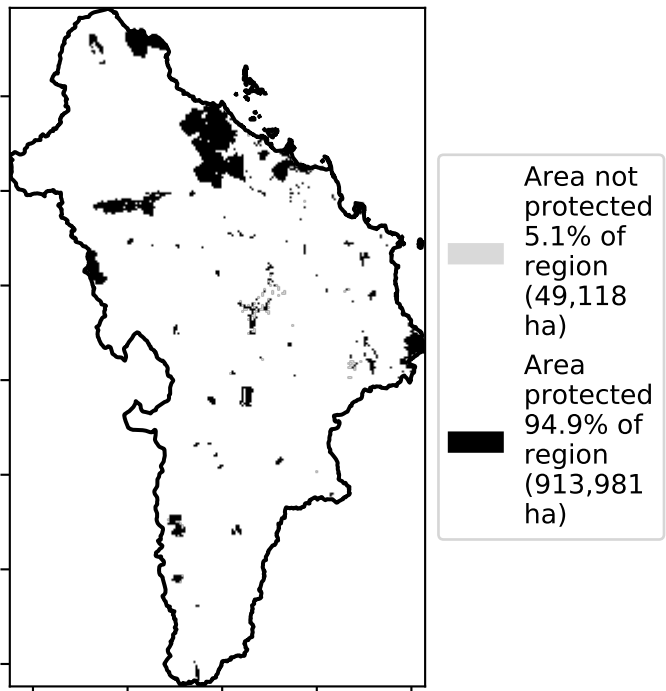 Area not
protected
5.1% of
region
(49,118
ha)
Area
protected
94.9% of
region
(913,981
ha)